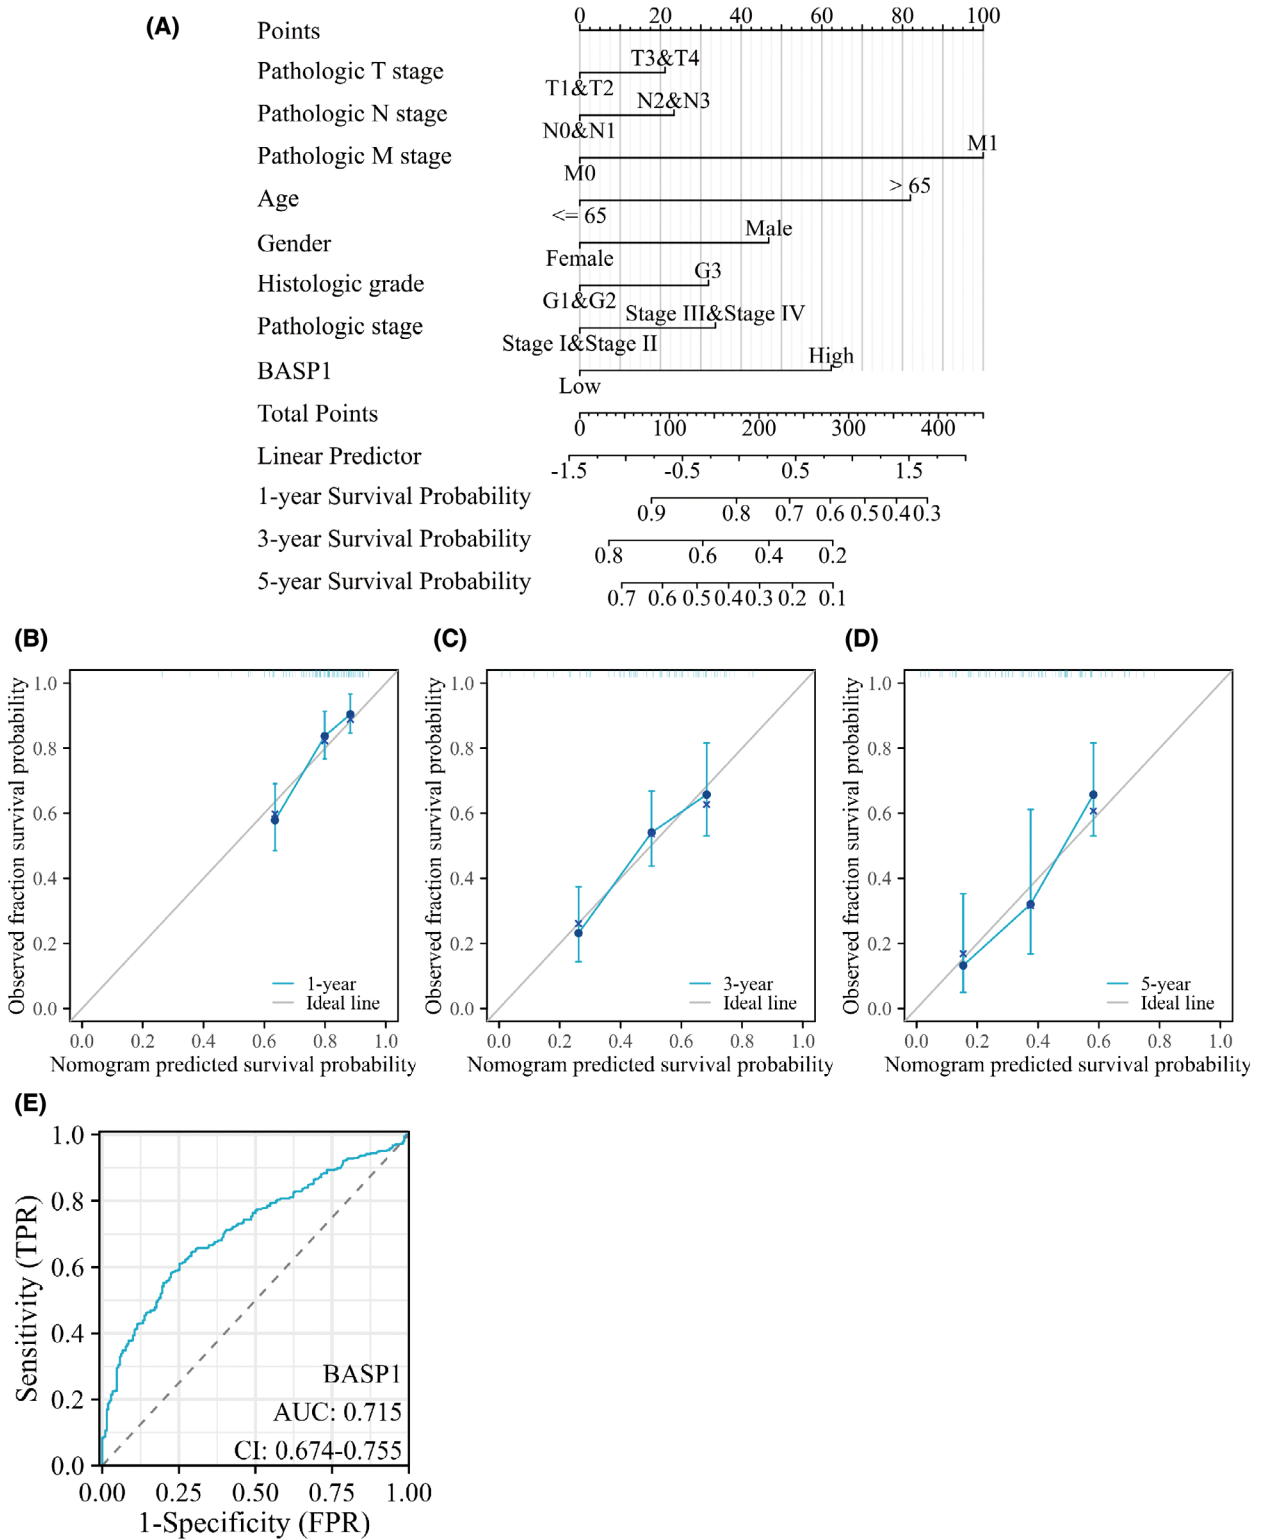 (A)
Points
0 20 40 60 80 100
Pathologic T stage
T3&T4
T1&T2
Pathologic N stage
N2&N3
N0&N1
Pathologic M stage
M1
M0
Age
> 65
<= 65
Gender
Male
Female
Histologic grade
G3
G1&G2
Pathologic stage
Stage III&Stage IV
Stage I&Stage II
BASP1
High
Low
Total Points
0 100 200 300 400
Linear Predictor
-1.5 -0.5 0.5 1.5
1-year Survival Probability
0.9 0.8 0.7 0.6 0.5 0.4 0.3
3-year Survival Probability
0.8 0.6 0.4 0.2
5-year Survival Probability
0.7 0.6 0.5 0.4 0.3 0.2 0.1
(B)
Observed fraction survival probability
1.0
0.8
0.6
0.4
0.2
0.0
1-year
Ideal line
0.0 0.2 0.4 0.6 0.8 1.0
Nomogram predicted survival probability
(C)
Observed fraction survival probability
1.0
0.8
0.6
0.4
0.2
0.0
3-year
Ideal line
0.0 0.2 0.4 0.6 0.8 1.0
Nomogram predicted survival probability
(D)
Observed fraction survival probability
1.0
0.8
0.6
0.4
0.2
0.0
5-year
Ideal line
0.0 0.2 0.4 0.6 0.8 1.0
Nomogram predicted survival probability
(E)
Sensitivity (TPR)
1.0
0.8
0.6
0.4
0.2
0.0
BASP1
AUC: 0.715
CI: 0.674-0.755
0.00 0.25 0.50 0.75 1.00
1-Specificity (FPR)